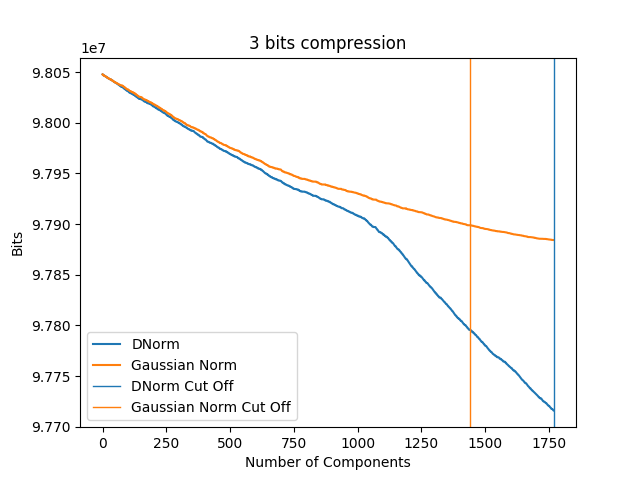 3 bits compression
1e7
9.805
9.800
9.795
9.790
9.785
9.780
9.775
9.770
Bits
DNorm
Gaussian Norm
DNorm Cut Off
Gaussian Norm Cut Off
0 250 500 750 1000 1250 1500 1750
Number of Components